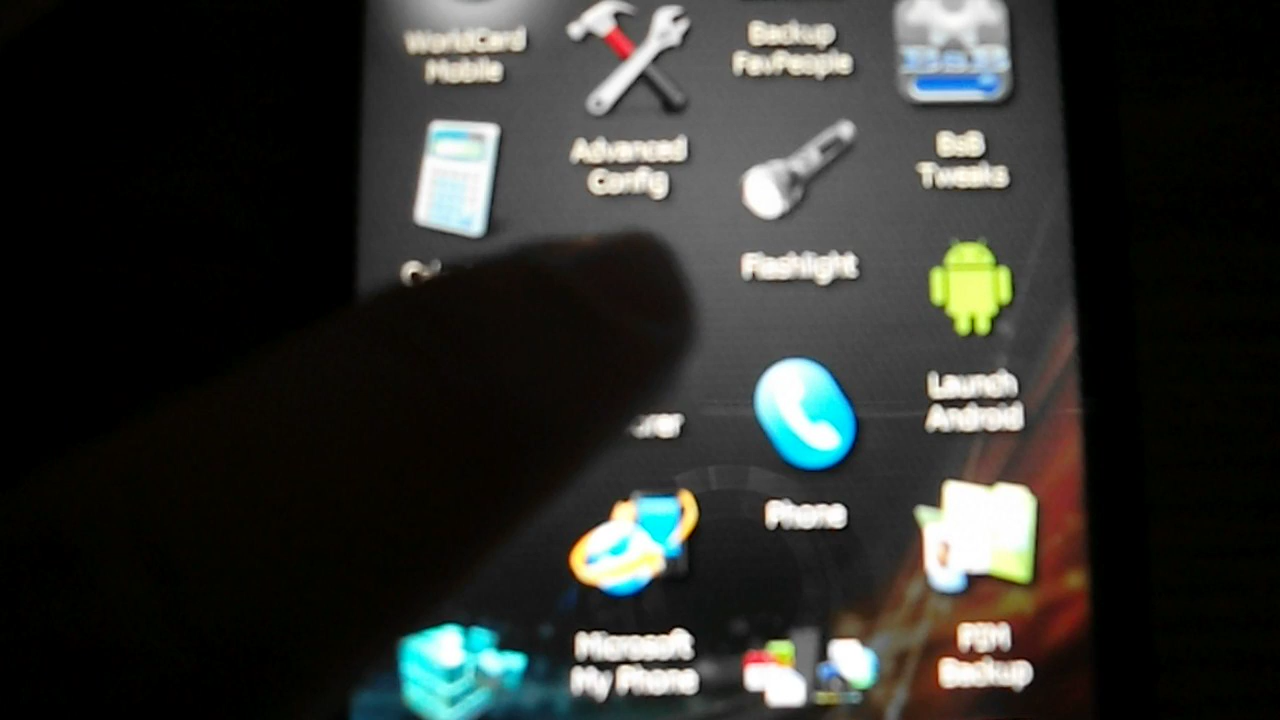 WorldCard
Mobile
Backup
FavPeople
Advanced
Config
BsB
Tweaks
Flashlight
Launch
Android
Phone
Microsoft
My Phone
PIM
Backup